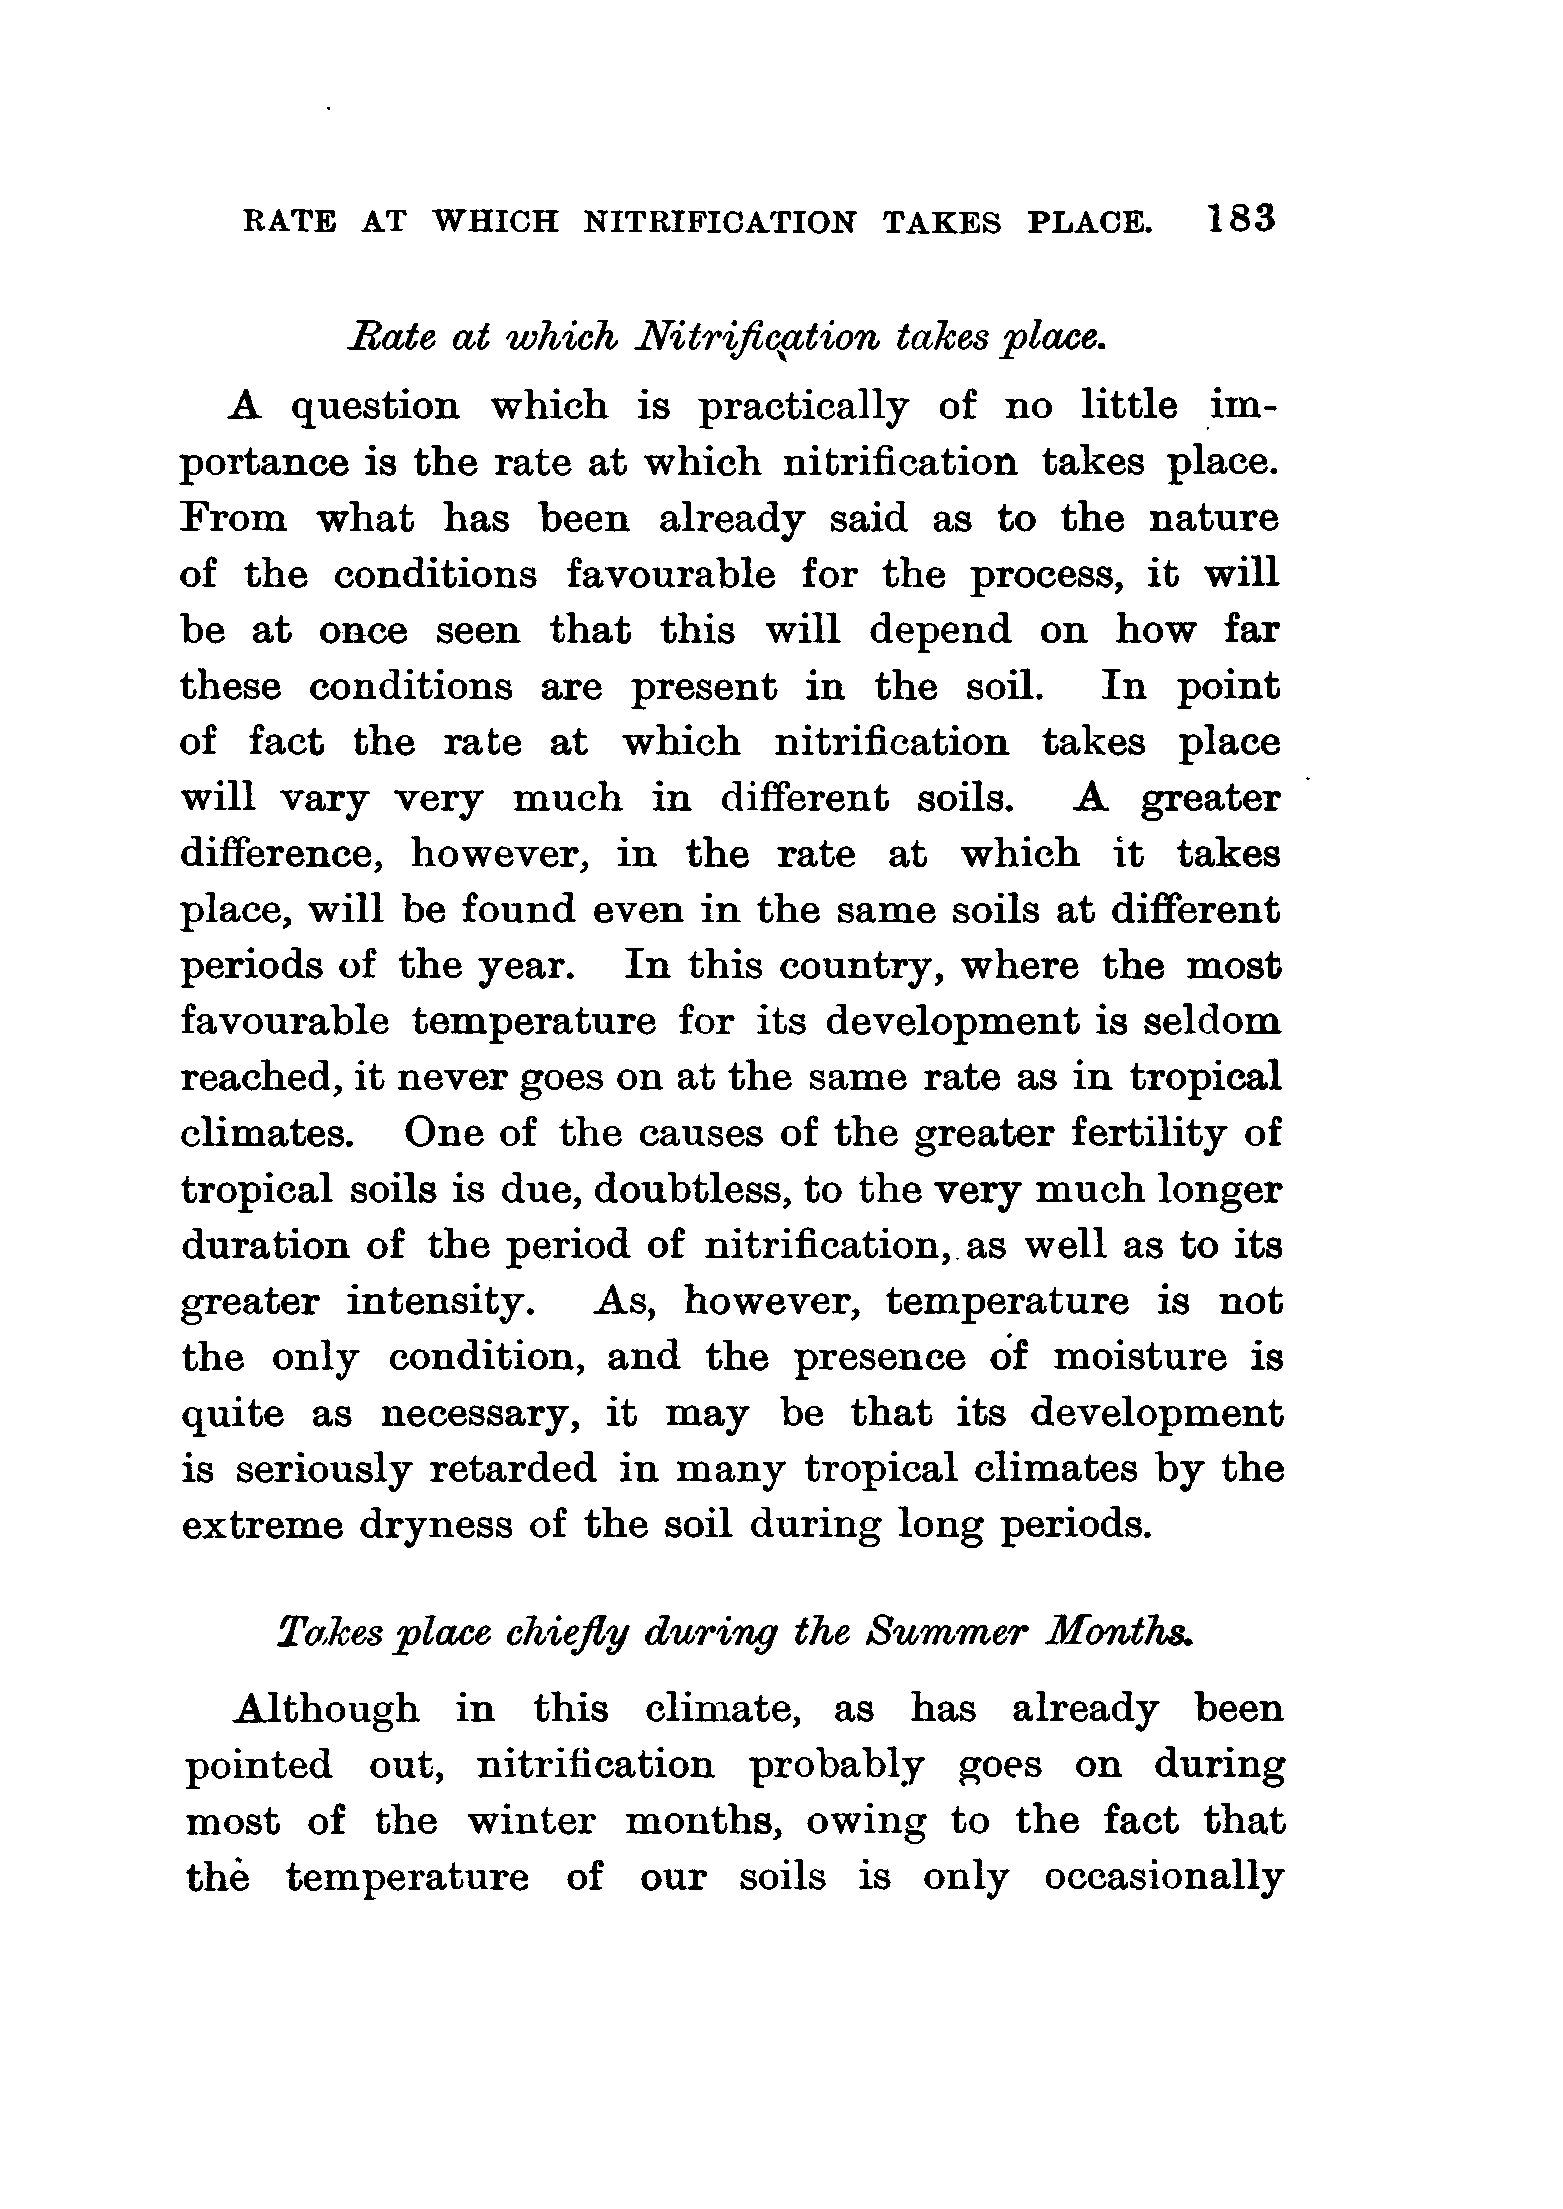 RATE AT WHICH NITRIFICATION TAKES PLACE. 183
Rate at which Nitrification takes place.
A question which is practically of no little im-
portance is the rate at which nitrification takes place.
From what has been already said as to the nature
of the conditions favourable for the process, it will
be at once seen that this will depend on how far
these conditions are present in the soil. In point
of fact the rate at which nitrification takes place
will vary very much in different soils. A greater
difference, however, in the rate at which it takes
place, will be found even in the same soils at different
periods of the year. In this country, where the most
favourable temperature for its development is seldom
reached, it never goes on at the same rate as in tropical
climates. One of the causes of the greater fertility of
tropical soils is due, doubtless, to the very much longer
duration of the period of nitrification, as well as to its
greater intensity. As, however, temperature is not
the only condition, and the presence of moisture is
quite as necessary, it may be that its development
is seriously retarded in many tropical climates by the
extreme dryness of the soil during long periods.
Takes place chiefly during the Summer Months.
Although in this climate, as has already been
pointed out, nitrification probably goes on during
most of the winter months, owing to the fact that
the temperature of our soils is only occasionally